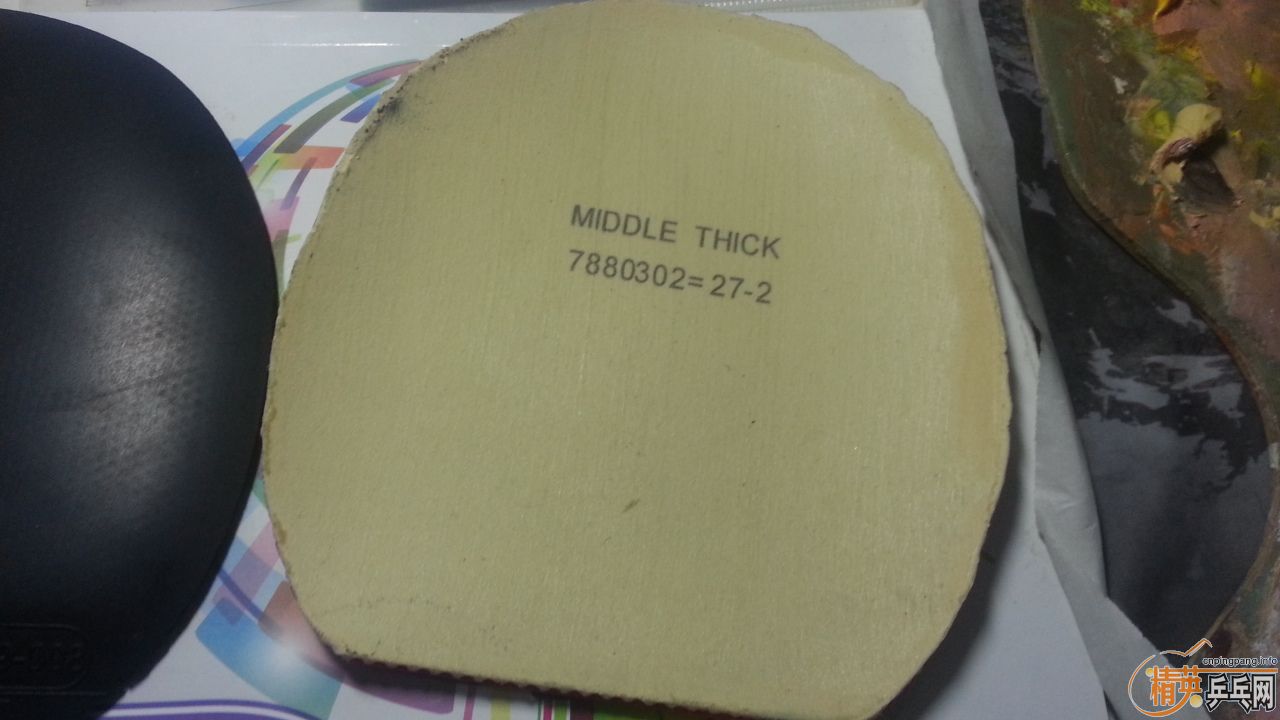 MIDDLE THICK
7880302=27-2
cnpingpang.info
精英乒乓网